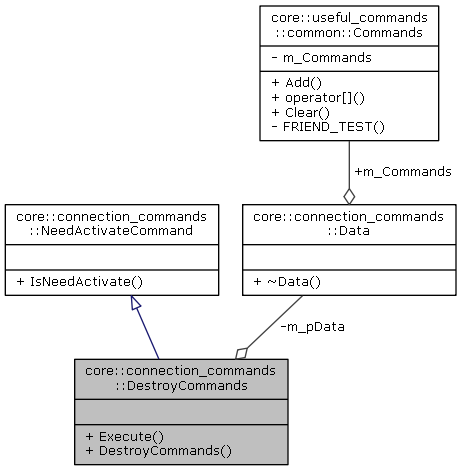 core::useful_commands
::common::Commands
- m_Commands
+ Add()
+ operator[]()
+ Clear()
- FRIEND_TEST()
+m_Commands
core::connection_commands
::NeedActivateCommand
+ IsNeedActivate()
core::connection_commands
::Data
+ ~Data()
-m_pData
core::connection_commands
::DestroyCommands
+ Execute()
+ DestroyCommands()